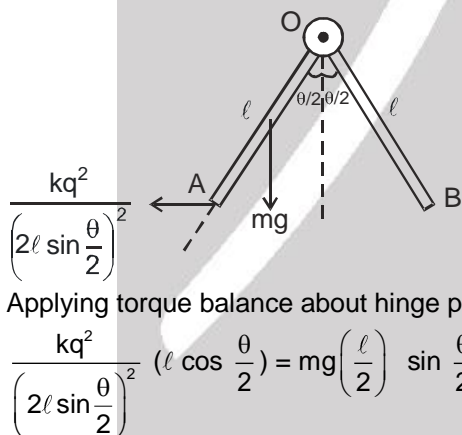 O
θ/2 θ/2
ℓ ℓ
A B
mg
kq²/(2ℓ sin θ/2)²
Applying torque balance about hinge p
kq²/(2ℓ sin θ/2)² (ℓ cos θ/2) = mg(ℓ/2) sin θ/2